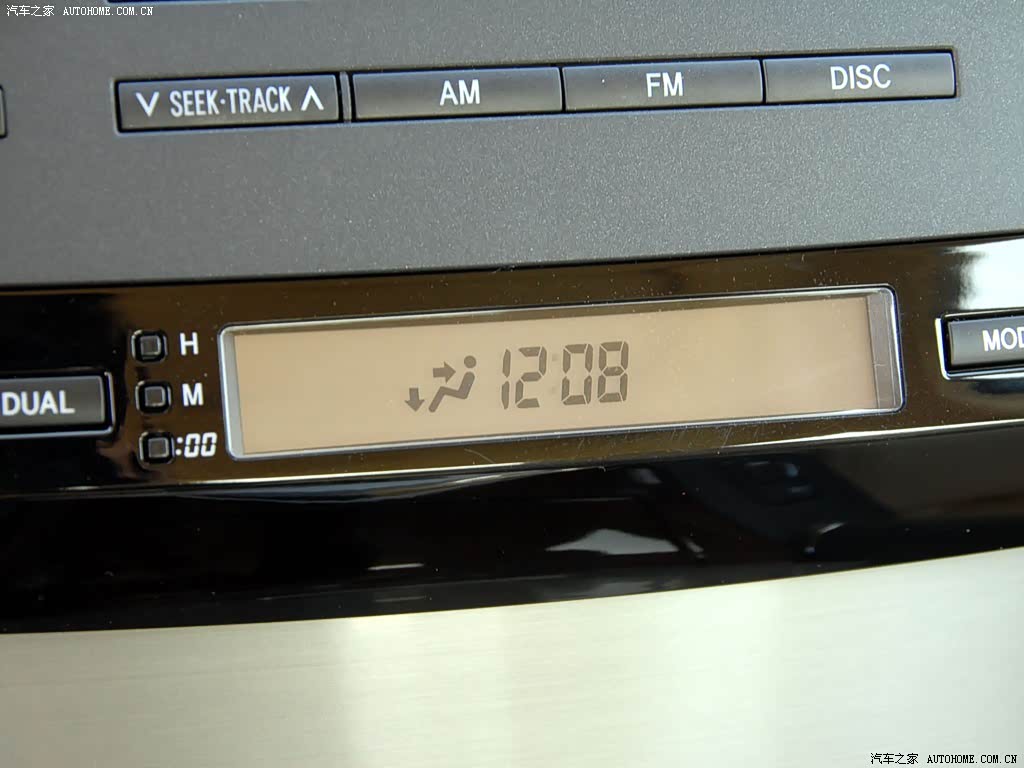 汽车之家 AUTOHOME.COM.CN
∨ SEEK·TRACK ∧ AM FM DISC
H
M
:00
DUAL
12:08
汽车之家 AUTOHOME.COM.CN